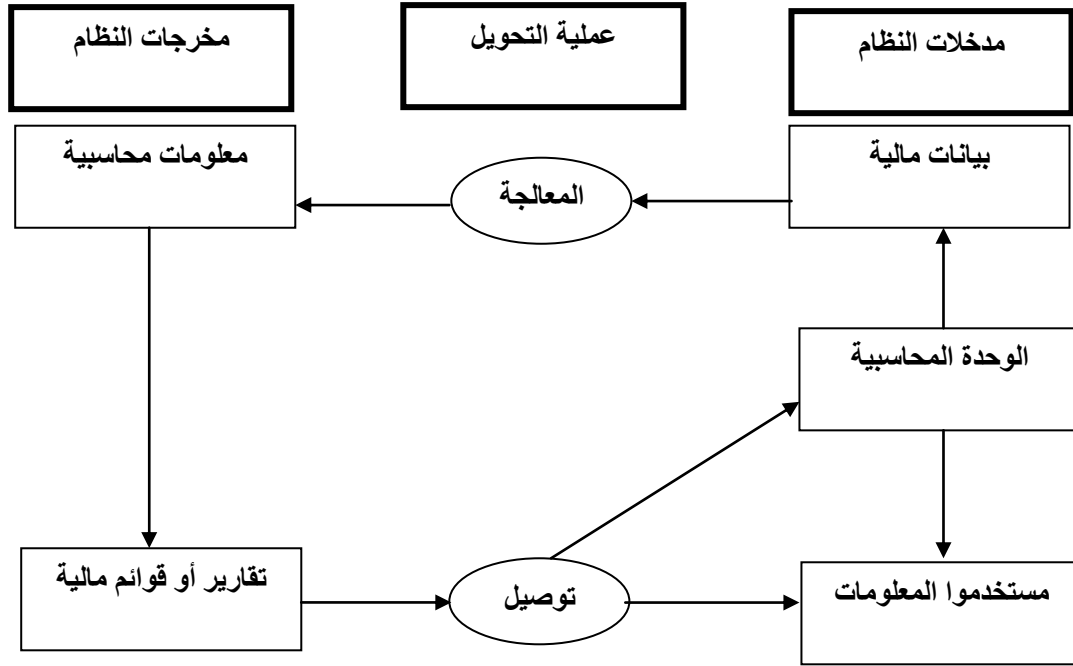 مدخلات النظام
عملية التحويل
مخرجات النظام
بيانات مالية
المعالجة
معلومات محاسبية
الوحدة المحاسبية
تقارير أو قوائم مالية
توصيل
مستخدموا المعلومات